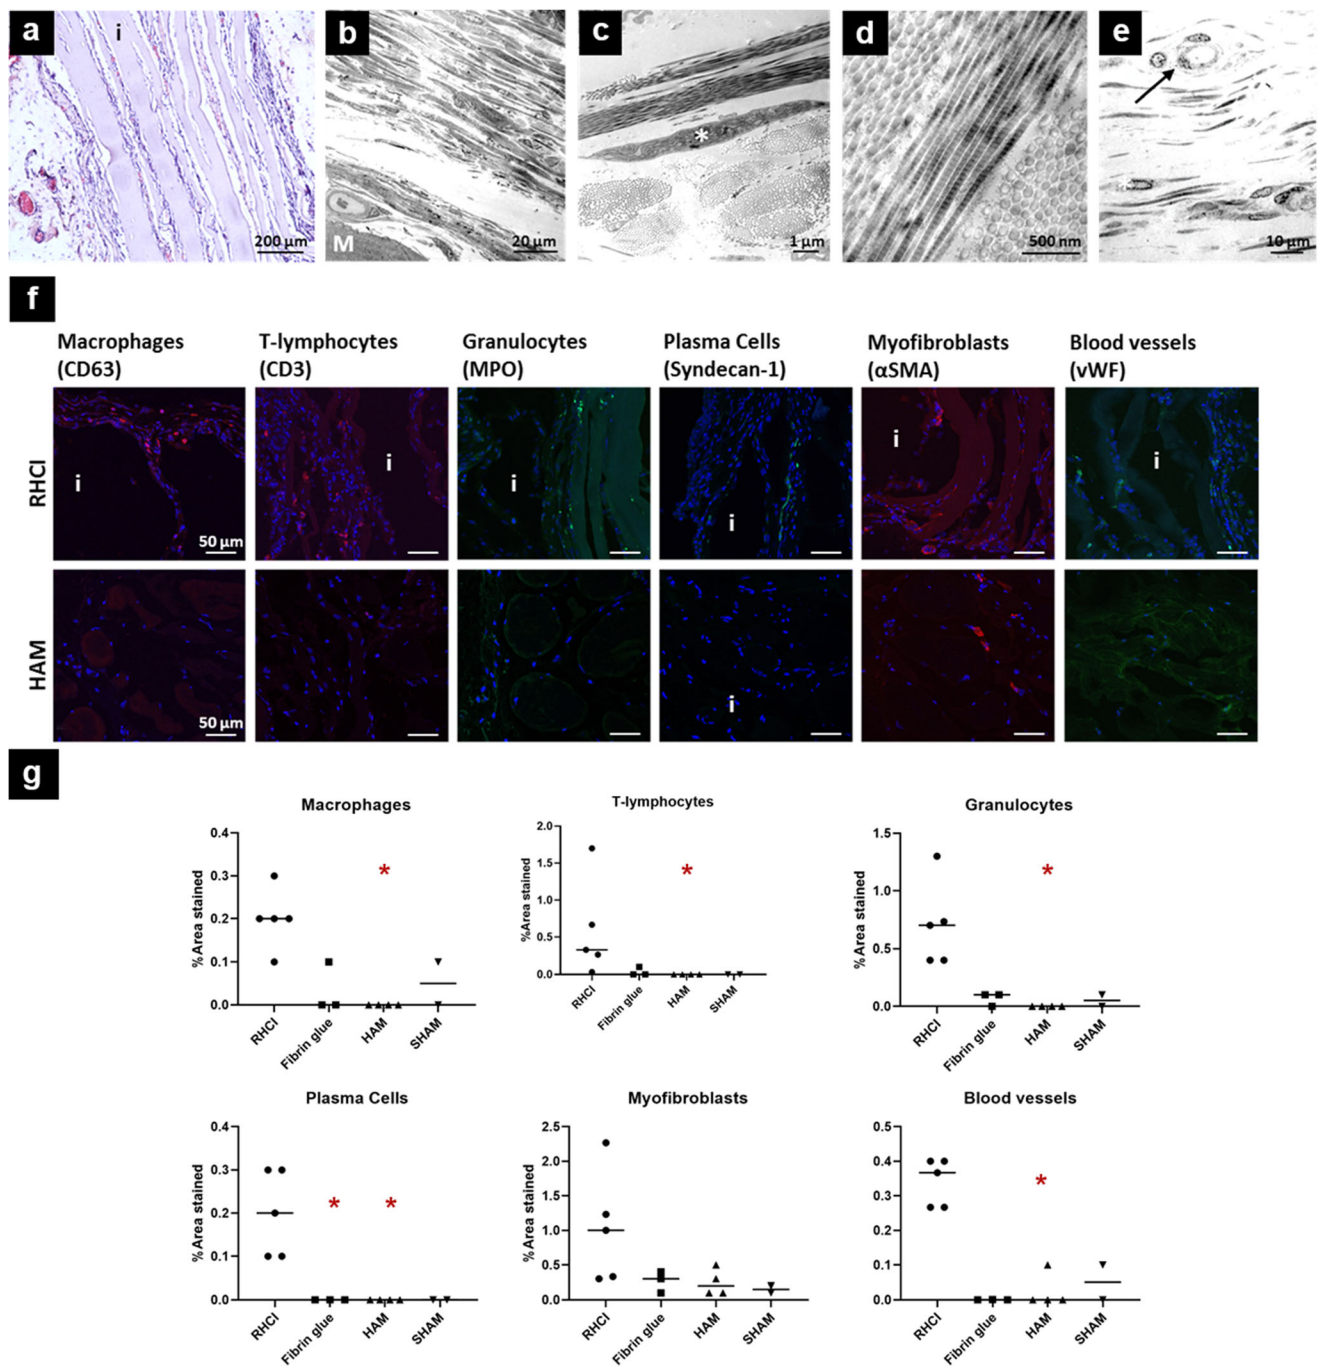 a
i
200 µm
b
M
20 µm
c
*
1 µm
d
500 nm
e
10 µm
f
Macrophages
(CD63)
T-lymphocytes
(CD3)
Granulocytes
(MPO)
Plasma Cells
(Syndecan-1)
Myofibroblasts
(αSMA)
Blood vessels
(vWF)
RHCI
i
50 µm
i
i
i
i
i
HAM
50 µm
i
g
Macrophages
%Area stained
0.4
0.3
0.2
0.1
0.0
*
RHCI
Fibrin glue
HAM
SHAM
T-lymphocytes
%Area stained
2.0
1.5
1.0
0.5
0.0
*
RHCI
Fibrin glue
HAM
SHAM
Granulocytes
%Area stained
1.5
1.0
0.5
0.0
*
RHCI
Fibrin glue
HAM
SHAM
Plasma Cells
%Area stained
0.4
0.3
0.2
0.1
0.0
* *
RHCI
Fibrin glue
HAM
SHAM
Myofibroblasts
%Area stained
2.5
2.0
1.5
1.0
0.5
0.0
RHCI
Fibrin glue
HAM
SHAM
Blood vessels
%Area stained
0.5
0.4
0.3
0.2
0.1
0.0
*
RHCI
Fibrin glue
HAM
SHAM